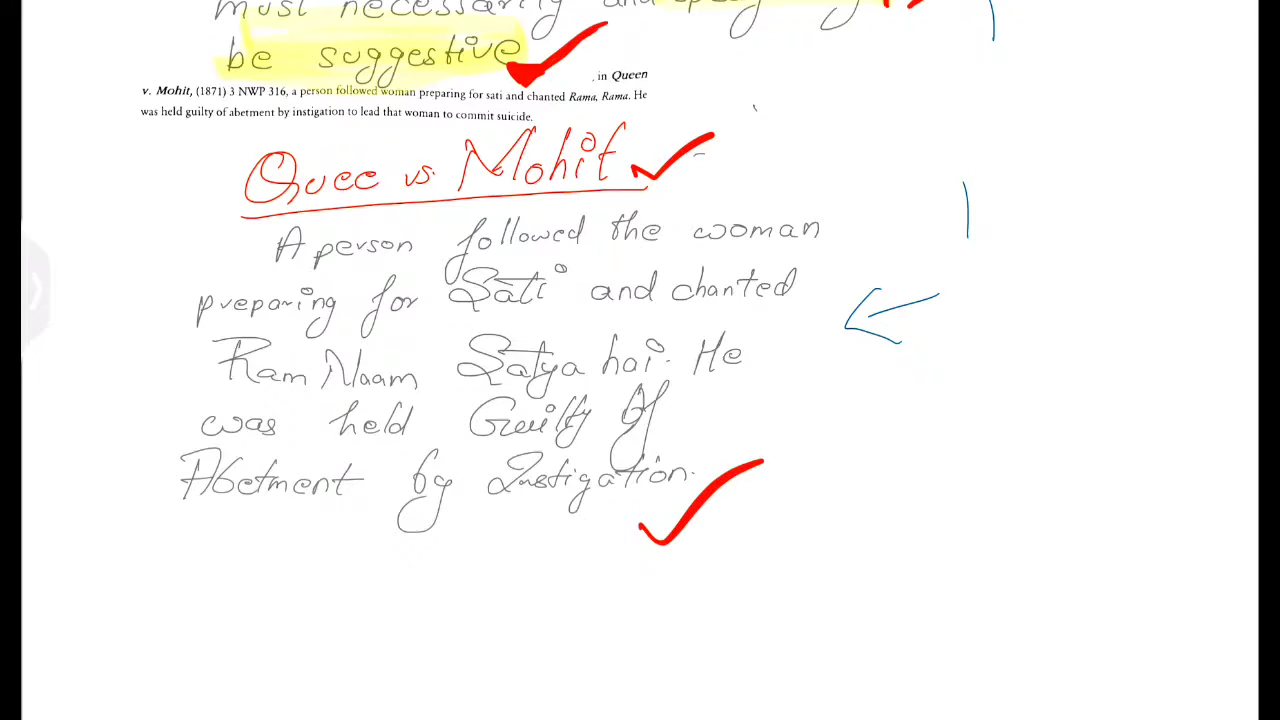 must necessarily and
be suggestive
, in Queen
v. Mohit, (1871) 3 NWP 316, a person followed woman preparing for sati and chanted Rama, Rama. He
was held guilty of abetment by instigation to lead that woman to commit suicide.
Quee vs. Mohit
A person followed the woman
preparing for Sati and chanted
Ram Naam Satya hai. He
was held Guilty Of
Abetment by Instigation.